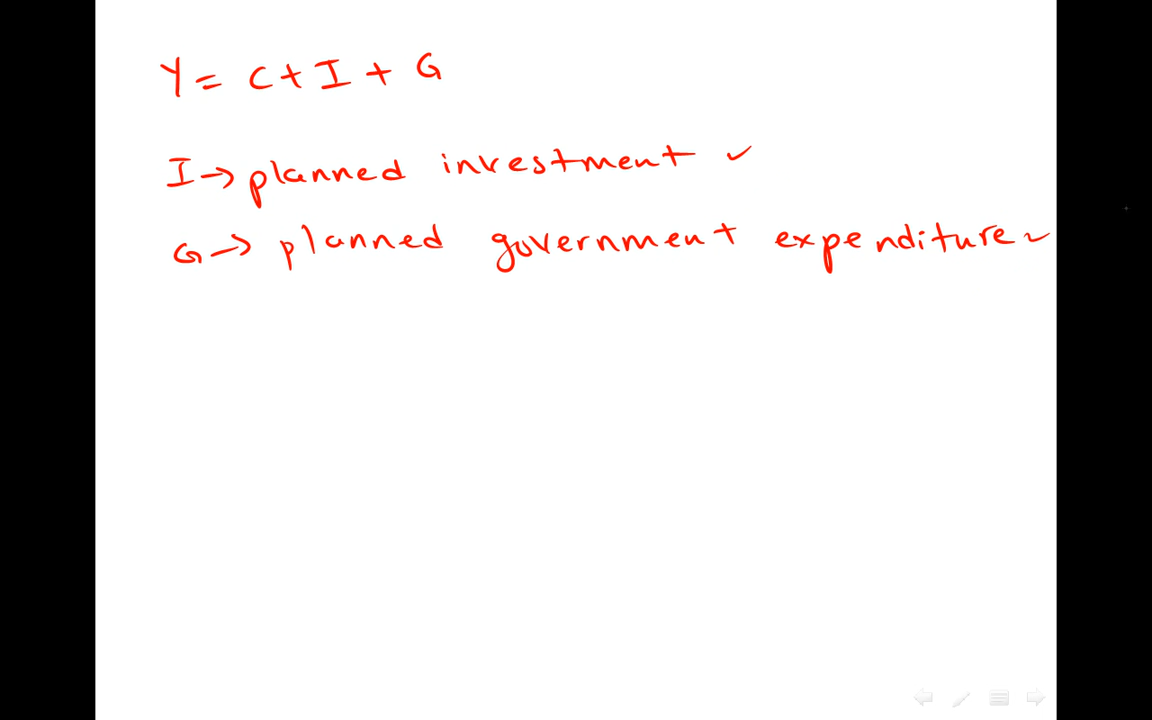 Y = C + I + G
I → planned investment ✓
G → planned government expenditure ✓